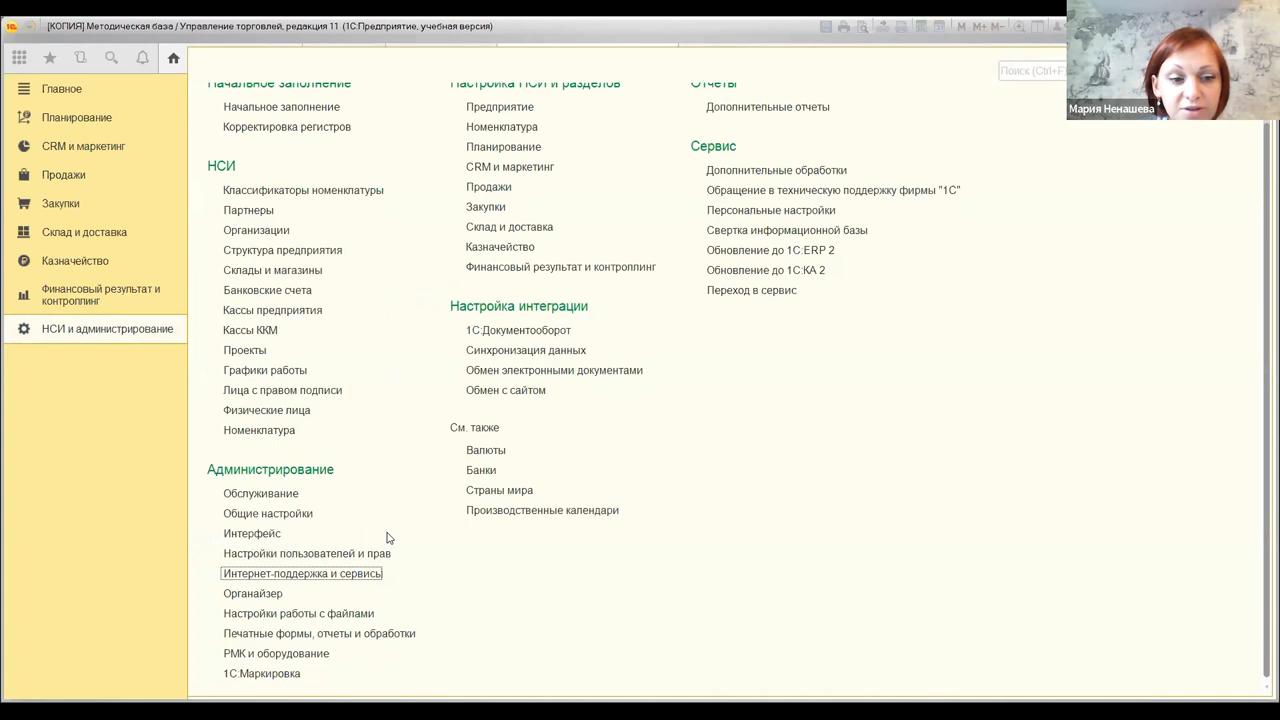 [КОПИЯ] Методическая база / Управление торговлей, редакция 11 (1С:Предприятие, учебная версия)
M M+ M-
Поиск (Ctrl+F
Мария Ненашева
Главное
Планирование
CRM и маркетинг
Продажи
Закупки
Склад и доставка
Казначейство
Финансовый результат и
контроллинг
НСИ и администрирование
Начальное заполнение
Начальное заполнение
Корректировка регистров
НСИ
Классификаторы номенклатуры
Партнеры
Организации
Структура предприятия
Склады и магазины
Банковские счета
Кассы предприятия
Кассы ККМ
Проекты
Графики работы
Лица с правом подписи
Физические лица
Номенклатура
Администрирование
Обслуживание
Общие настройки
Интерфейс
Настройки пользователей и прав
Интернет-поддержка и сервисы
Органайзер
Настройки работы с файлами
Печатные формы, отчеты и обработки
РМК и оборудование
1С:Маркировка
Настройка НСИ и разделов
Предприятие
Номенклатура
Планирование
CRM и маркетинг
Продажи
Закупки
Склад и доставка
Казначейство
Финансовый результат и контроллинг
Настройка интеграции
1С:Документооборот
Синхронизация данных
Обмен электронными документами
Обмен с сайтом
См. также
Валюты
Банки
Страны мира
Производственные календари
Отчеты
Дополнительные отчеты
Сервис
Дополнительные обработки
Обращение в техническую поддержку фирмы "1С"
Персональные настройки
Свертка информационной базы
Обновление до 1С:ERP 2
Обновление до 1С:КА 2
Переход в сервис